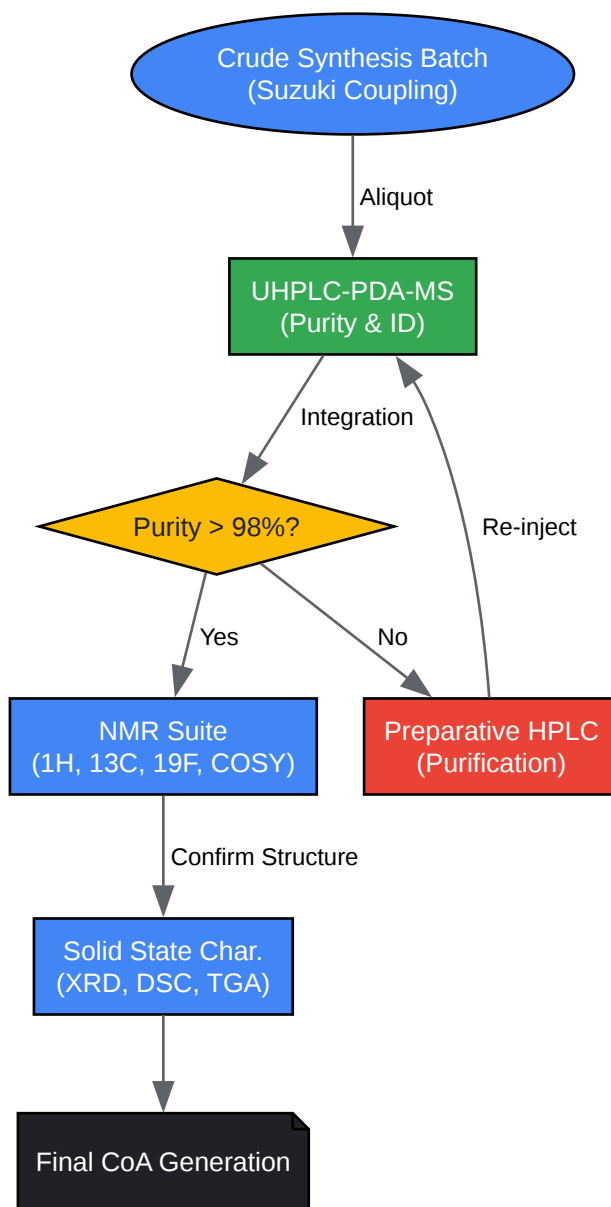 Crude Synthesis Batch
(Suzuki Coupling)
Aliquot
UHPLC-PDA-MS
(Purity & ID)
Integration
Purity > 98%?
Re-inject
Yes
No
NMR Suite
(1H, 13C, 19F, COSY)
Preparative HPLC
(Purification)
Confirm Structure
Solid State Char.
(XRD, DSC, TGA)
Final CoA Generation